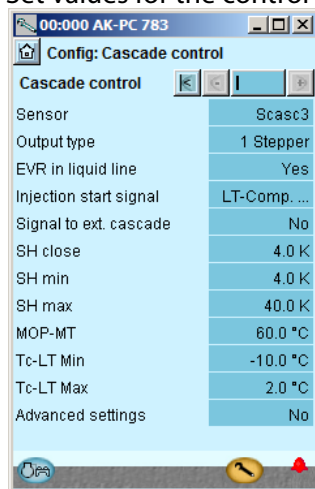 Set values for the control
00:000 AK-PC 783
Config: Cascade control
Cascade control
Sensor Scasc3
Output type 1 Stepper
EVR in liquid line Yes
Injection start signal LT-Comp. ...
Signal to ext. cascade No
SH close 4.0 K
SH min 4.0 K
SH max 40.0 K
MOP-MT 60.0 °C
Tc-LT Min -10.0 °C
Tc-LT Max 2.0 °C
Advanced settings No